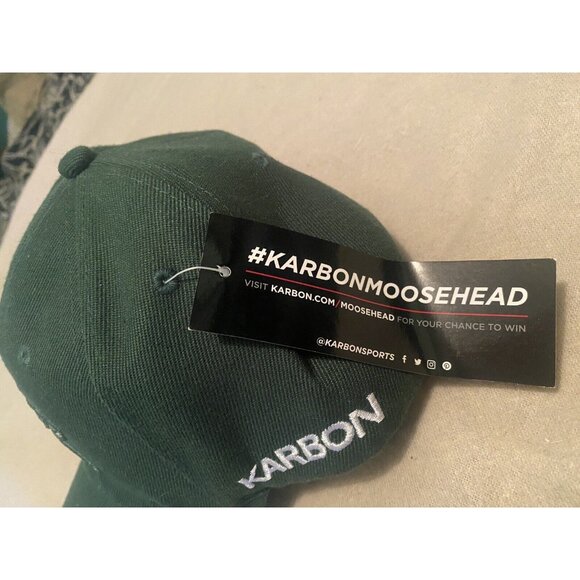 #KARBONMOOSEHEAD
VISIT KARBON.COM/MOOSEHEAD FOR YOUR CHANCE TO WIN
@KARBONSPORTS
KARBON